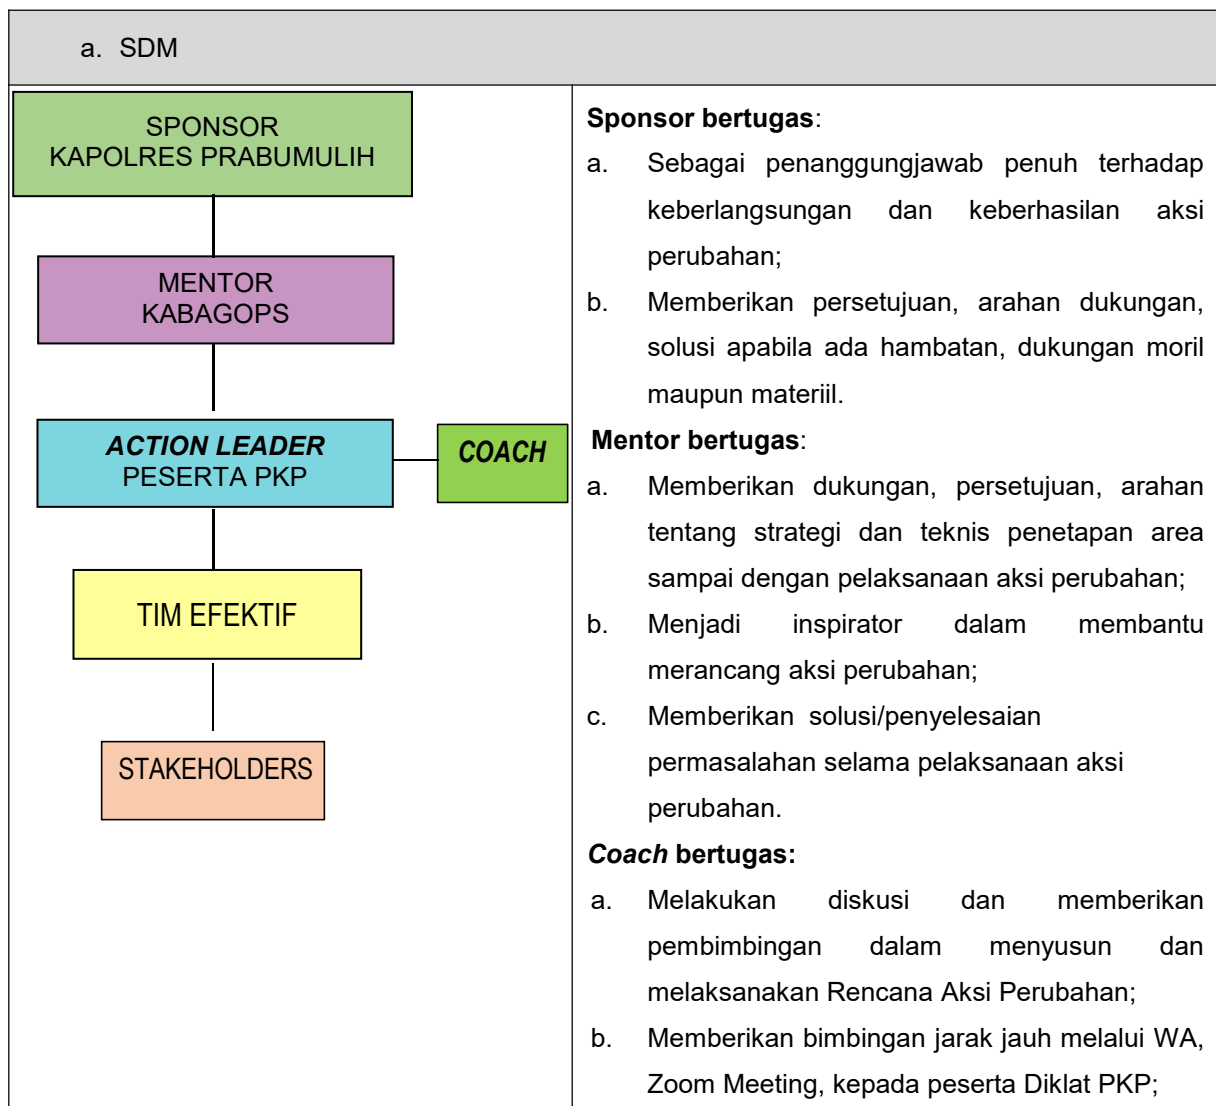 a. SDM
SPONSOR
KAPOLRES PRABUMULIH
MENTOR
KABAGOPS
ACTION LEADER
PESERTA PKP
COACH
TIM EFEKTIF
STAKEHOLDERS
Sponsor bertugas:
a. Sebagai penanggungjawab penuh terhadap
keberlangsungan dan keberhasilan aksi
perubahan;
b. Memberikan persetujuan, arahan dukungan,
solusi apabila ada hambatan, dukungan moril
maupun materiil.
Mentor bertugas:
a. Memberikan dukungan, persetujuan, arahan
tentang strategi dan teknis penetapan area
sampai dengan pelaksanaan aksi perubahan;
b. Menjadi inspirator dalam membantu
merancang aksi perubahan;
c. Memberikan solusi/penyelesaian
permasalahan selama pelaksanaan aksi
perubahan.
Coach bertugas:
a. Melakukan diskusi dan memberikan
pembimbingan dalam menyusun dan
melaksanakan Rencana Aksi Perubahan;
b. Memberikan bimbingan jarak jauh melalui WA,
Zoom Meeting, kepada peserta Diklat PKP;